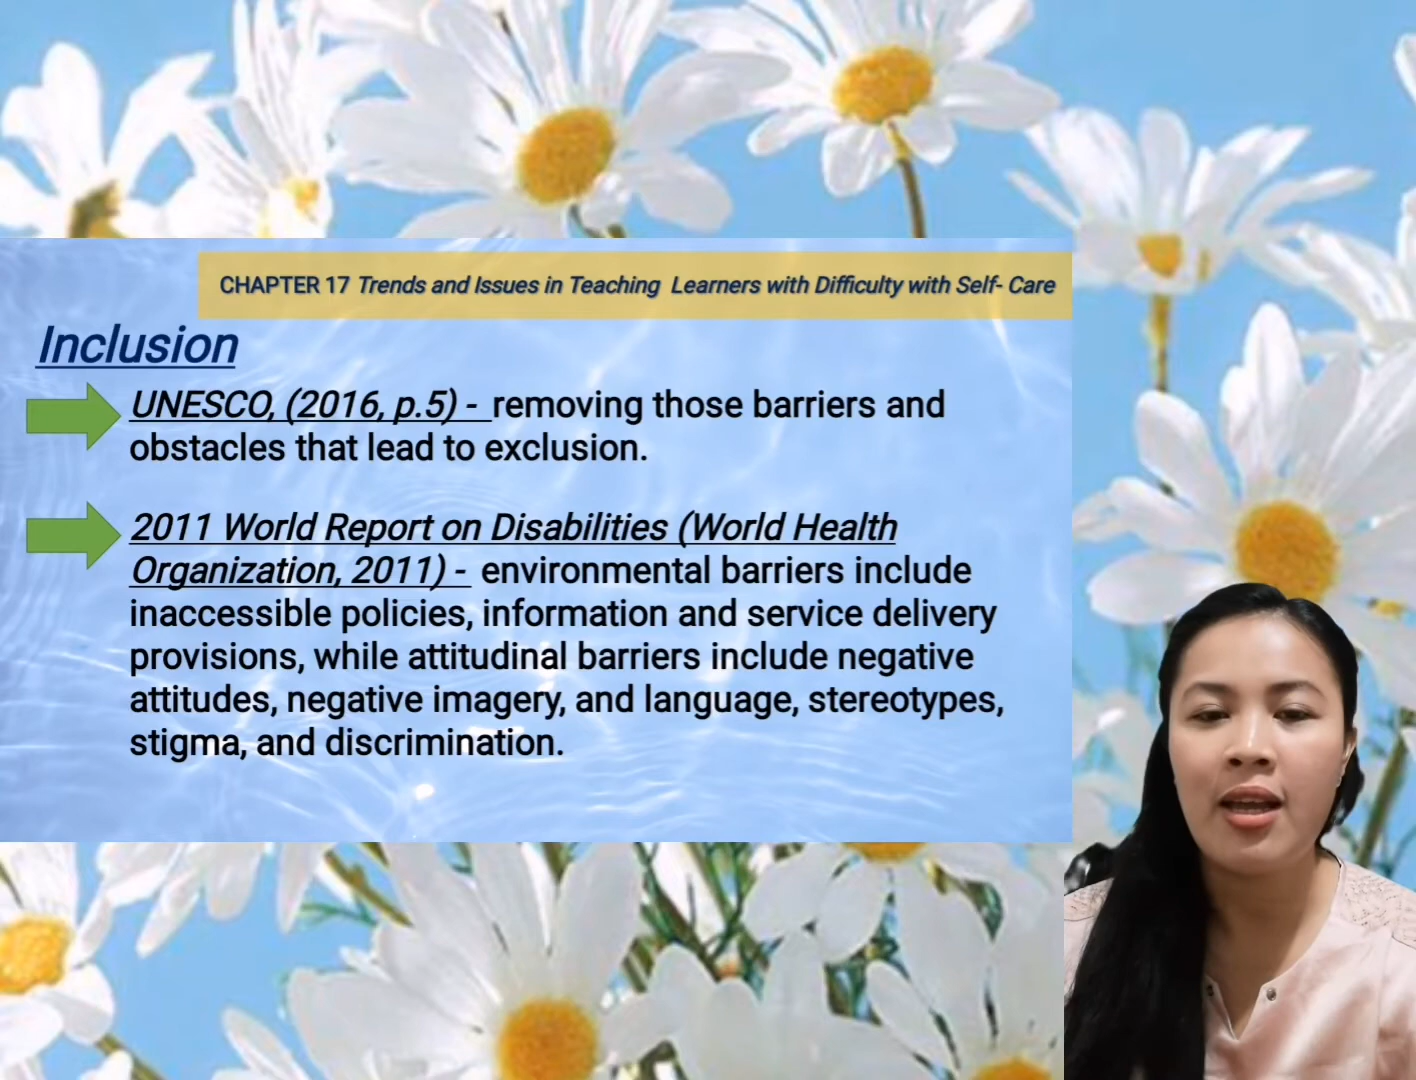 CHAPTER 17 Trends and Issues in Teaching Learners with Difficulty with Self- Care
Inclusion
UNESCO, (2016, p.5) - removing those barriers and
obstacles that lead to exclusion.
2011 World Report on Disabilities (World Health
Organization, 2011) - environmental barriers include
inaccessible policies, information and service delivery
provisions, while attitudinal barriers include negative
attitudes, negative imagery, and language, stereotypes,
stigma, and discrimination.